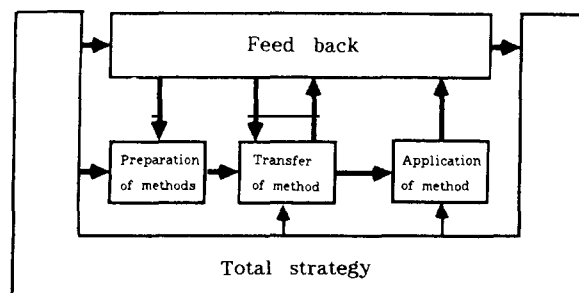 Feed back
Preparation
of methods
Transfer
of method
Application
of method
Total strategy